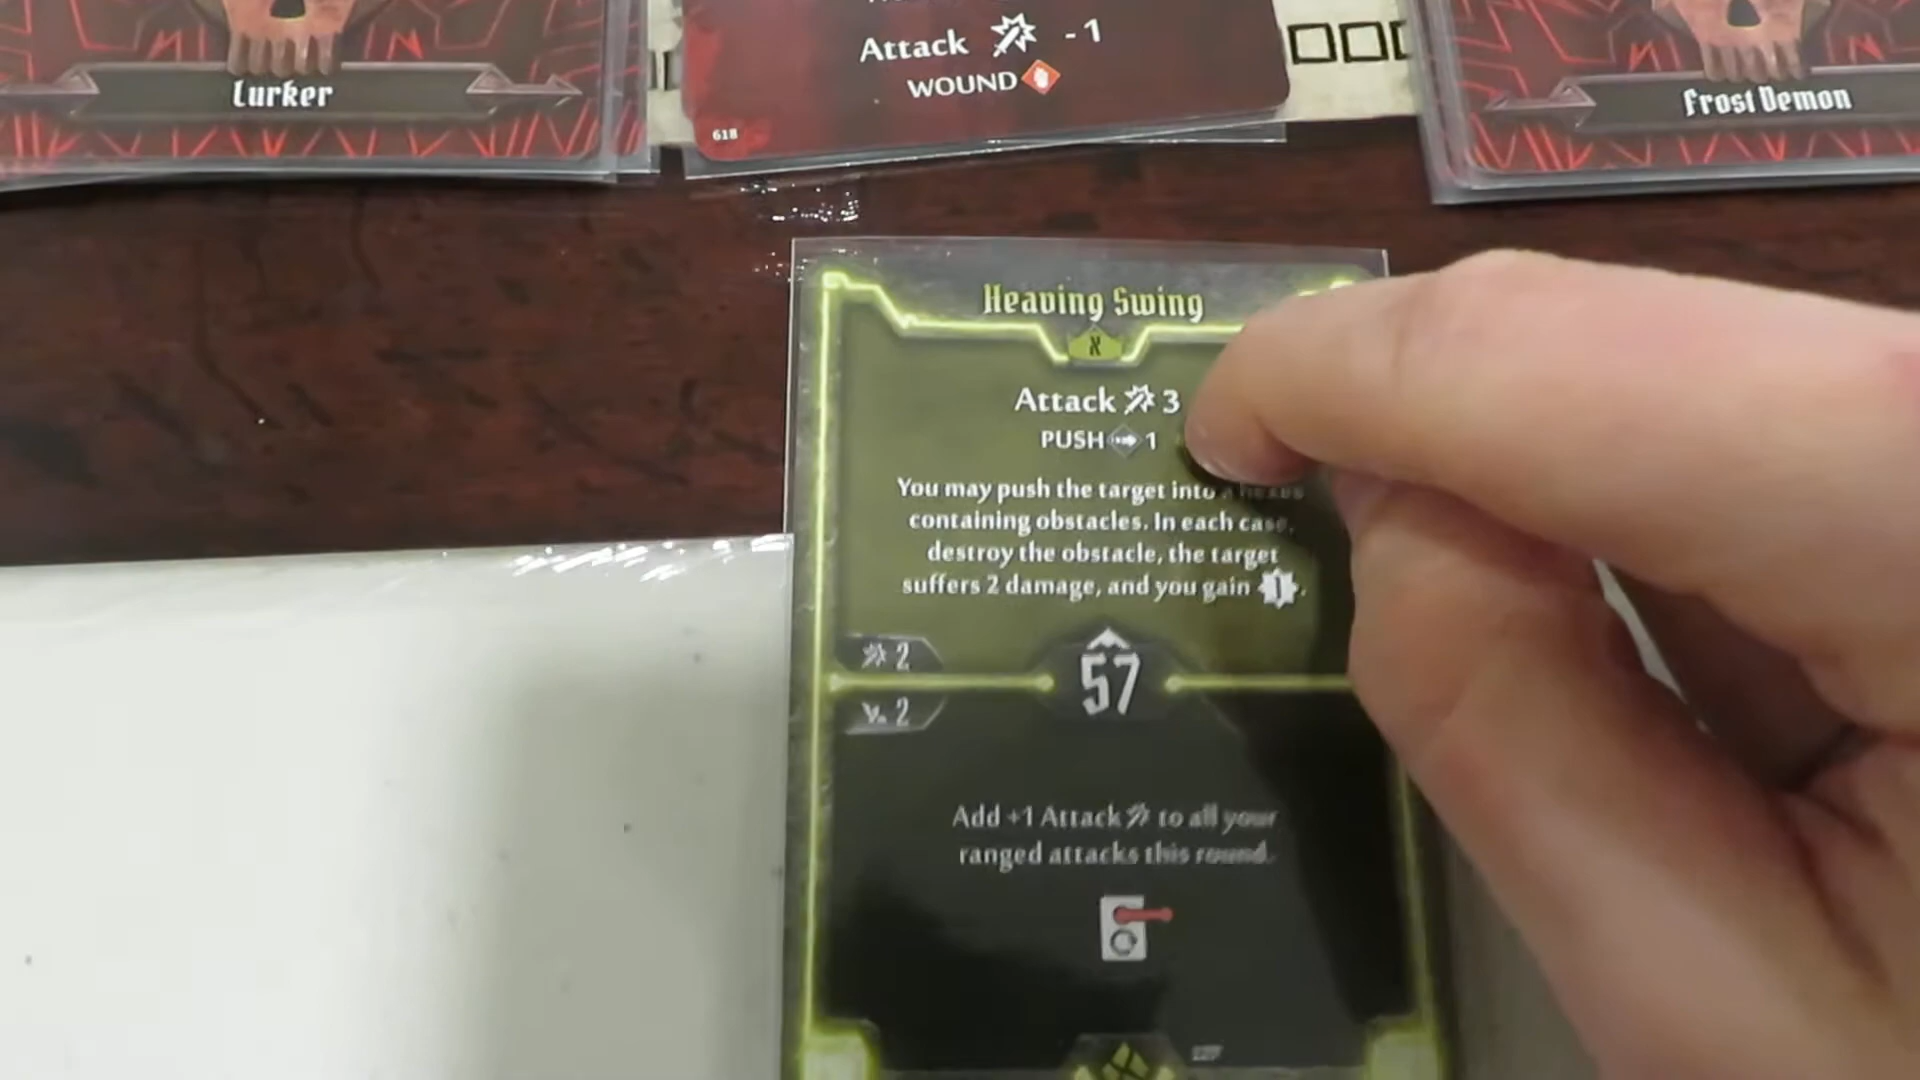 Lurker
Attack - 1
WOUND
618
Frost Demon
Heaving Swing
X
Attack 3
PUSH 1
You may push the target into hexes
containing obstacles. In each case,
destroy the obstacle, the target
suffers 2 damage, and you gain 1.
2
57
2
Add +1 Attack to all your
ranged attacks this round.